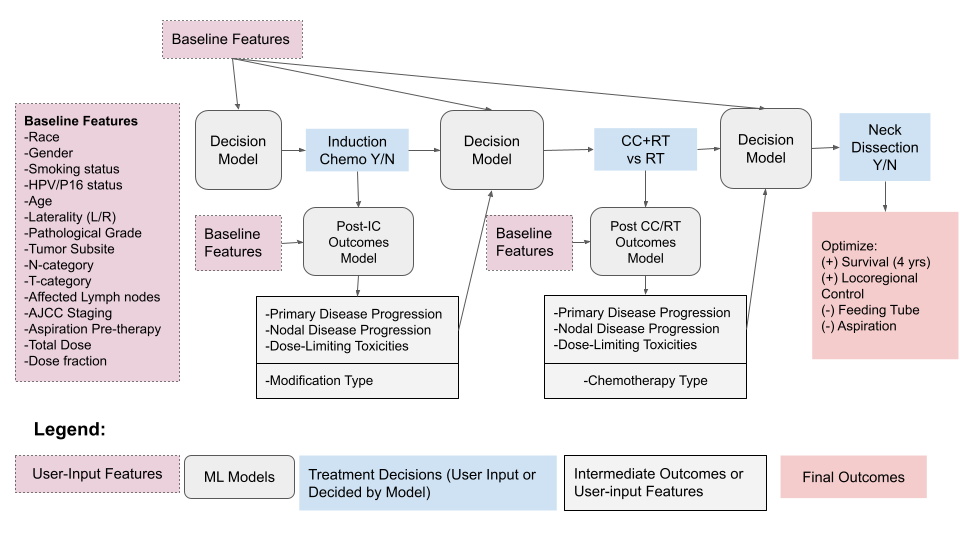 Baseline Features
Baseline Features
-Race
-Gender
-Smoking status
-HPV/P16 status
-Age
-Laterality (L/R)
-Pathological Grade
-Tumor Subsite
-N-category
-T-category
-Affected Lymph nodes
-AJCC Staging
-Aspiration Pre-therapy
-Total Dose
-Dose fraction
Decision
Model
Induction
Chemo Y/N
Decision
Model
CC+RT
vs RT
Decision
Model
Neck
Dissection
Y/N
Baseline
Features
Post-IC
Outcomes
Model
Baseline
Features
Post CC/RT
Outcomes
Model
-Primary Disease Progression
-Nodal Disease Progression
-Dose-Limiting Toxicities
-Modification Type
-Primary Disease Progression
-Nodal Disease Progression
-Dose-Limiting Toxicities
-Chemotherapy Type
Optimize:
(+) Survival (4 yrs)
(+) Locoregional
Control
(-) Feeding Tube
(-) Aspiration
Legend:
User-Input Features
ML Models
Treatment Decisions (User Input or
Decided by Model)
Intermediate Outcomes or
User-input Features
Final Outcomes